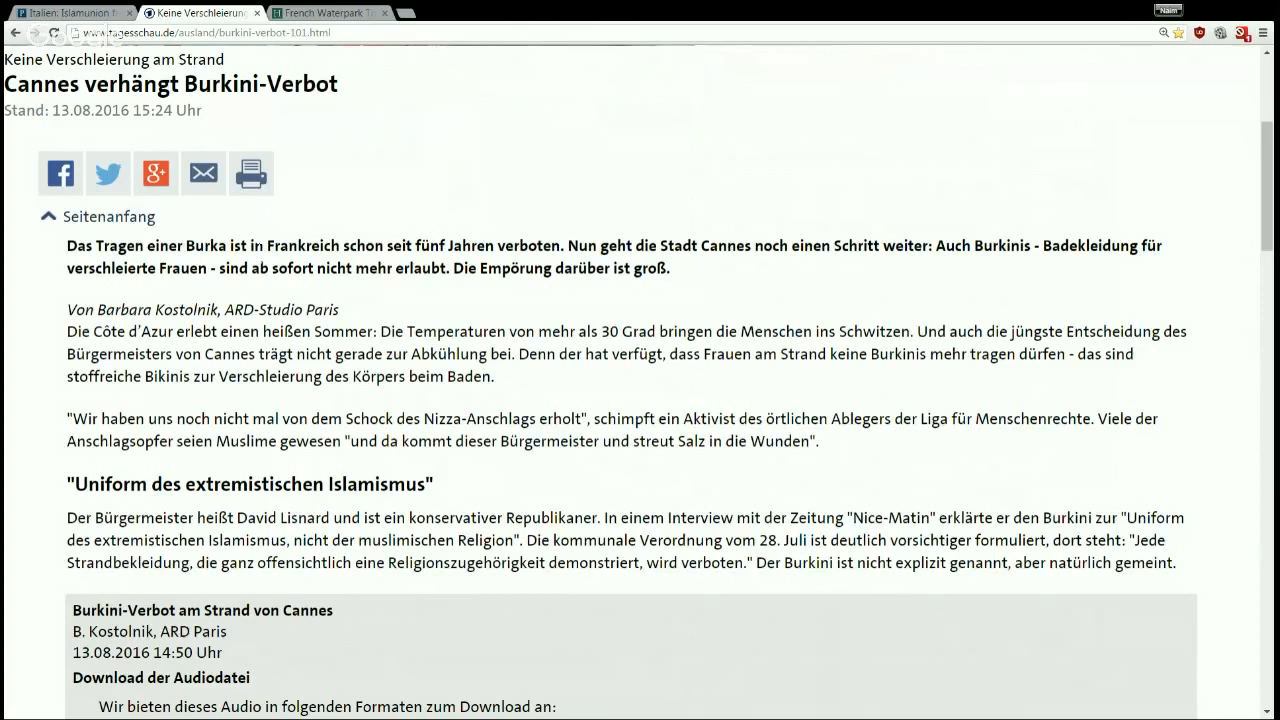 Italien: Islamunion f
Keine Verschleierung
French Waterpark T
Naim
www.tagesschau.de/ausland/burkini-verbot-101.html
Google
Keine Verschleierung am Strand
Cannes verhängt Burkini-Verbot
Stand: 13.08.2016 15:24 Uhr
Seitenanfang
Das Tragen einer Burka ist in Frankreich schon seit fünf Jahren verboten. Nun geht die Stadt Cannes noch einen Schritt weiter: Auch Burkinis - Badekleidung für
verschleierte Frauen - sind ab sofort nicht mehr erlaubt. Die Empörung darüber ist groß.
Von Barbara Kostolnik, ARD-Studio Paris
Die Côte d’Azur erlebt einen heißen Sommer: Die Temperaturen von mehr als 30 Grad bringen die Menschen ins Schwitzen. Und auch die jüngste Entscheidung des
Bürgermeisters von Cannes trägt nicht gerade zur Abkühlung bei. Denn der hat verfügt, dass Frauen am Strand keine Burkinis mehr tragen dürfen - das sind
stoffreiche Bikinis zur Verschleierung des Körpers beim Baden.
"Wir haben uns noch nicht mal von dem Schock des Nizza-Anschlags erholt", schimpft ein Aktivist des örtlichen Ablegers der Liga für Menschenrechte. Viele der
Anschlagsopfer seien Muslime gewesen "und da kommt dieser Bürgermeister und streut Salz in die Wunden".
"Uniform des extremistischen Islamismus"
Der Bürgermeister heißt David Lisnard und ist ein konservativer Republikaner. In einem Interview mit der Zeitung "Nice-Matin" erklärte er den Burkini zur "Uniform
des extremistischen Islamismus, nicht der muslimischen Religion". Die kommunale Verordnung vom 28. Juli ist deutlich vorsichtiger formuliert, dort steht: "Jede
Strandbekleidung, die ganz offensichtlich eine Religionszugehörigkeit demonstriert, wird verboten." Der Burkini ist nicht explizit genannt, aber natürlich gemeint.
Burkini-Verbot am Strand von Cannes
B. Kostolnik, ARD Paris
13.08.2016 14:50 Uhr
Download der Audiodatei
Wir bieten dieses Audio in folgenden Formaten zum Download an: